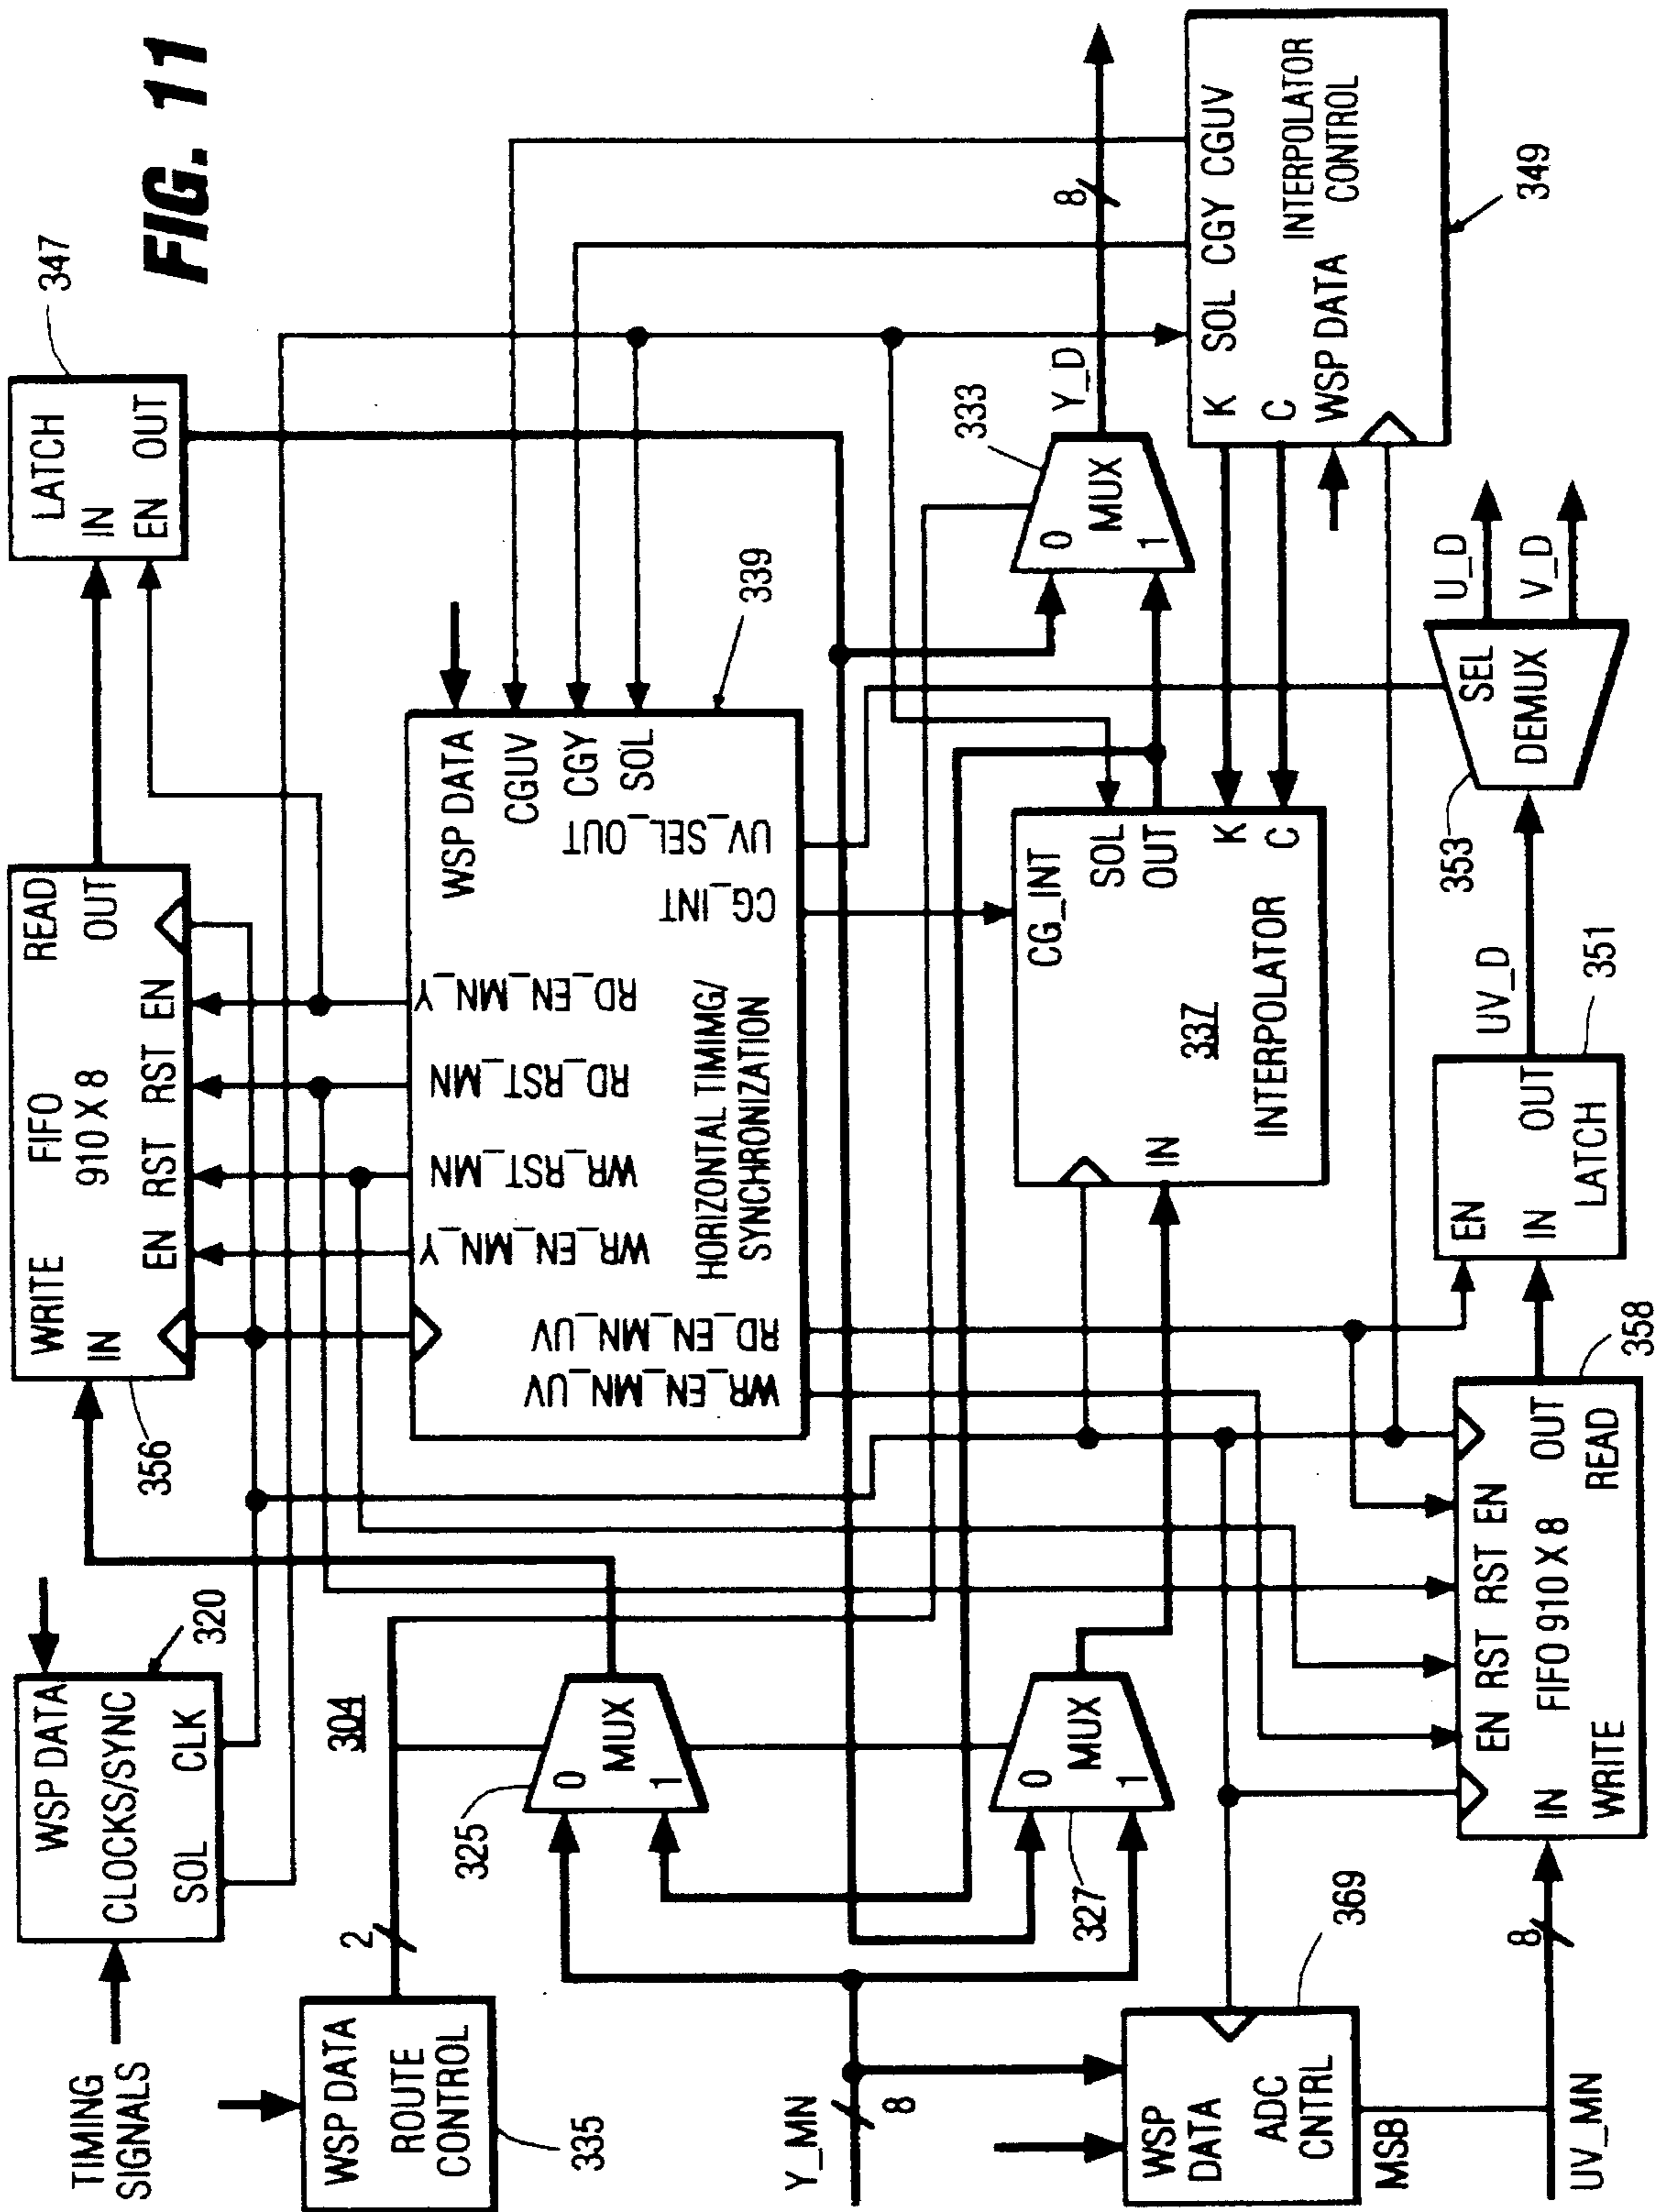 FIG. 11
347
LATCH
IN
EN OUT
WRITE
FIFO
910 X 8
READ
IN
OUT
EN RST RST EN
356
WSP DATA
CLOCKS/SYNC
SOL CLK
320
TIMING
SIGNALS
WSP DATA
CGUV
CGY
SOL
UV_SEL_OUT
CG_INT
RD_EN_MN_Y
RD_RST_MN
WR_RST_MN
WR_EN_MN_Y
RD_EN_MN_UV
WR_EN_MN_UV
HORIZONTAL TIMIMG/
SYNCHRONIZATION
339
304
WSP DATA
ROUTE
CONTROL
335
2
325
0
MUX
1
327
0
MUX
1
Y_MN
8
WSP
DATA
ADC
CNTRL
369
MSB
UV_MN
8
CG_INT
SOL
OUT
K
C
IN
337
INTERPOLATOR
333
0
MUX
1
Y_D
8
K SOL CGY CGUV
C
WSP DATA
INTERPOLATOR
CONTROL
349
EN RST RST EN
IN
FIFO 910 X 8
OUT
WRITE
READ
358
EN
IN
OUT
LATCH
351
UV_D
353
SEL
DEMUX
U_D
V_D